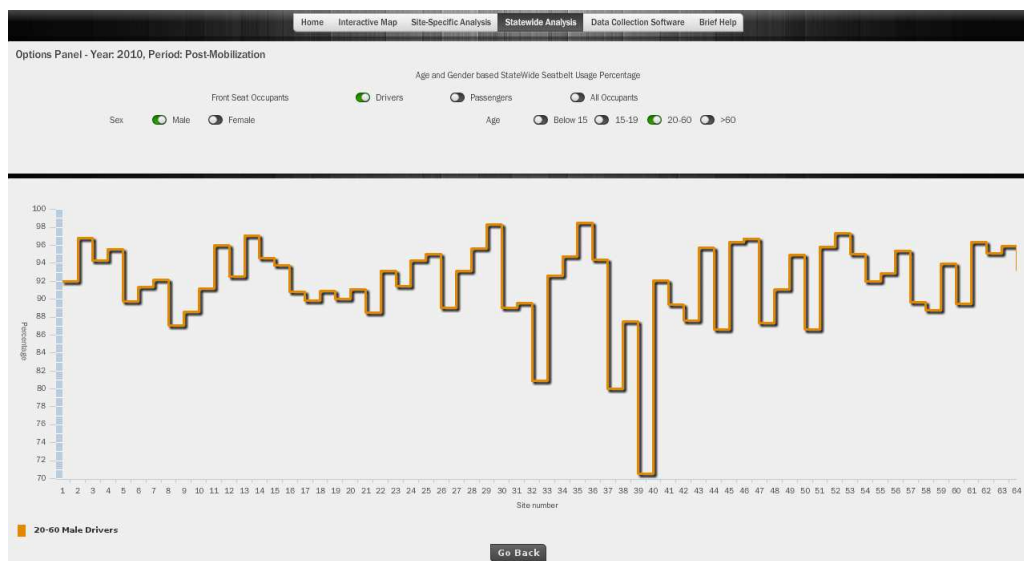 Home Interactive Map Site-Specific Analysis Statewide Analysis Data Collection Software Brief Help
Options Panel - Year: 2010, Period: Post-Mobilization
Age and Gender based StateWide Seatbelt Usage Percentage
Front Seat Occupants Drivers Passengers All Occupants
Sex Male Female Age Below 15 15-19 20-60 >60
100
98
96
94
92
90
88
86
84
82
80
78
76
74
72
70
Percentage
1 2 3 4 5 6 7 8 9 10 11 12 13 14 15 16 17 18 19 20 21 22 23 24 25 26 27 28 29 30 31 32 33 34 35 36 37 38 39 40 41 42 43 44 45 46 47 48 49 50 51 52 53 54 55 56 57 58 59 60 61 62 63 64
Site number
20-60 Male Drivers
Go Back